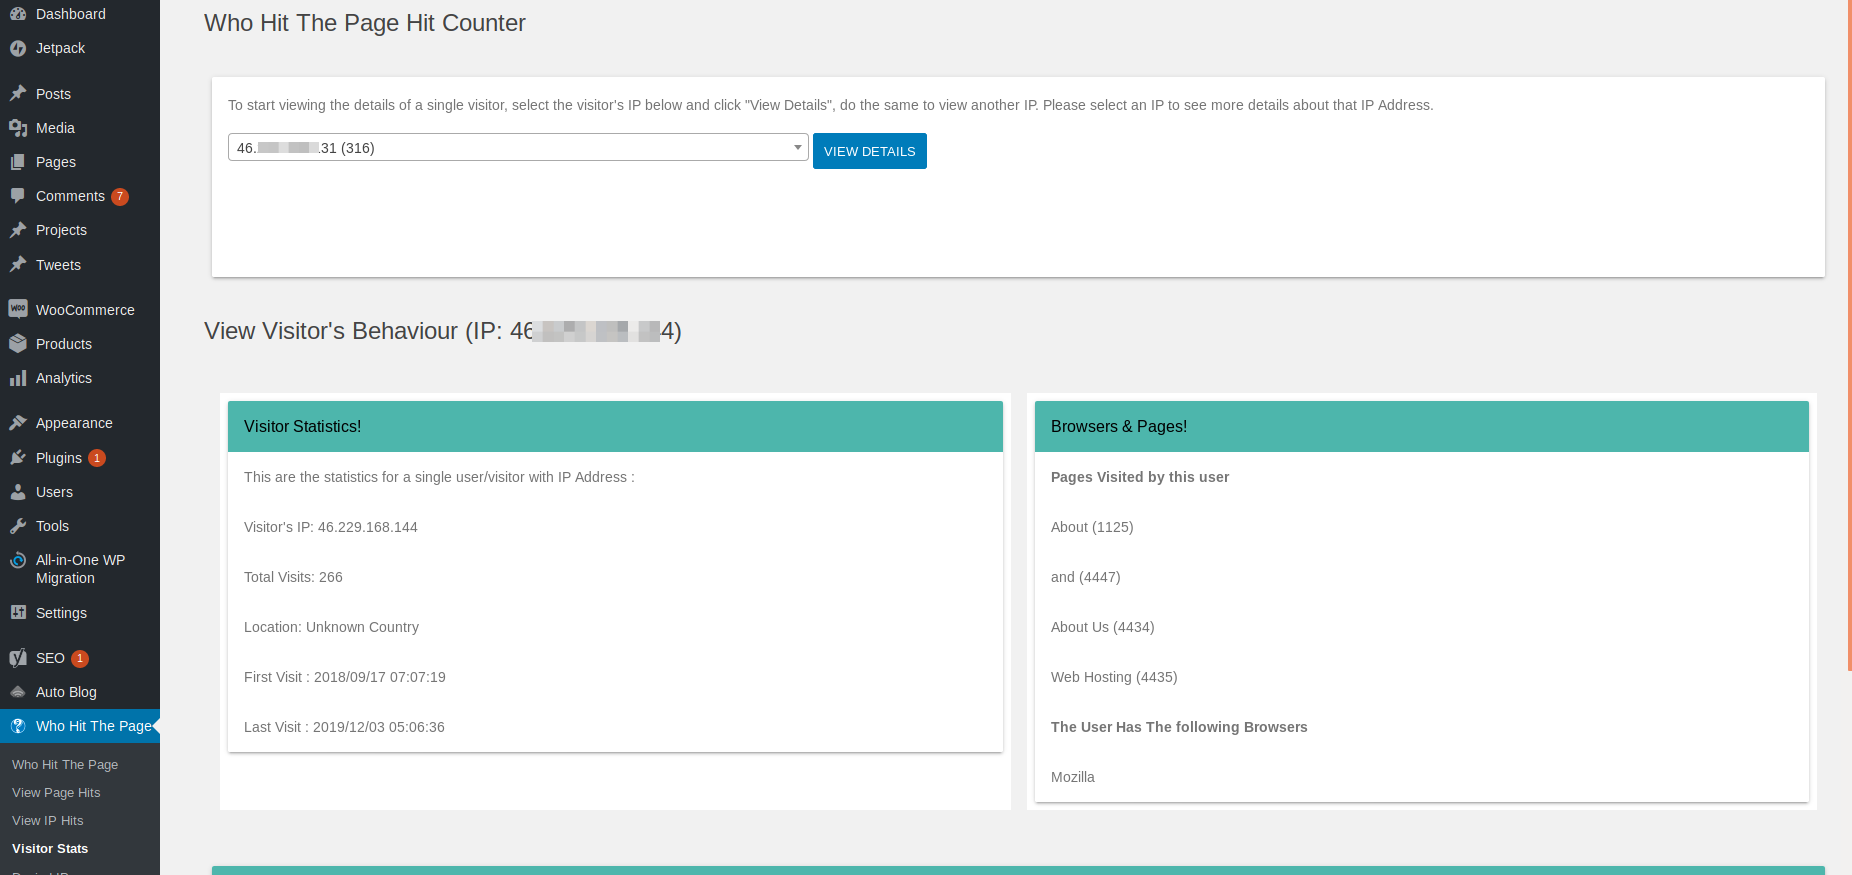 Dashboard
Jetpack
Posts
Media
Pages
Comments 7
Projects
Tweets
WooCommerce
Products
Analytics
Appearance
Plugins 1
Users
Tools
All-in-One WP
Migration
Settings
SEO 1
Auto Blog
Who Hit The Page
Who Hit The Page
View Page Hits
View IP Hits
Visitor Stats
Who Hit The Page Hit Counter
To start viewing the details of a single visitor, select the visitor's IP below and click "View Details", do the same to view another IP. Please select an IP to see more details about that IP Address.
46. .31 (316)
VIEW DETAILS
View Visitor's Behaviour (IP: 46 4)
Visitor Statistics!
This are the statistics for a single user/visitor with IP Address :
Visitor's IP: 46.229.168.144
Total Visits: 266
Location: Unknown Country
First Visit : 2018/09/17 07:07:19
Last Visit : 2019/12/03 05:06:36
Browsers & Pages!
Pages Visited by this user
About (1125)
and (4447)
About Us (4434)
Web Hosting (4435)
The User Has The following Browsers
Mozilla